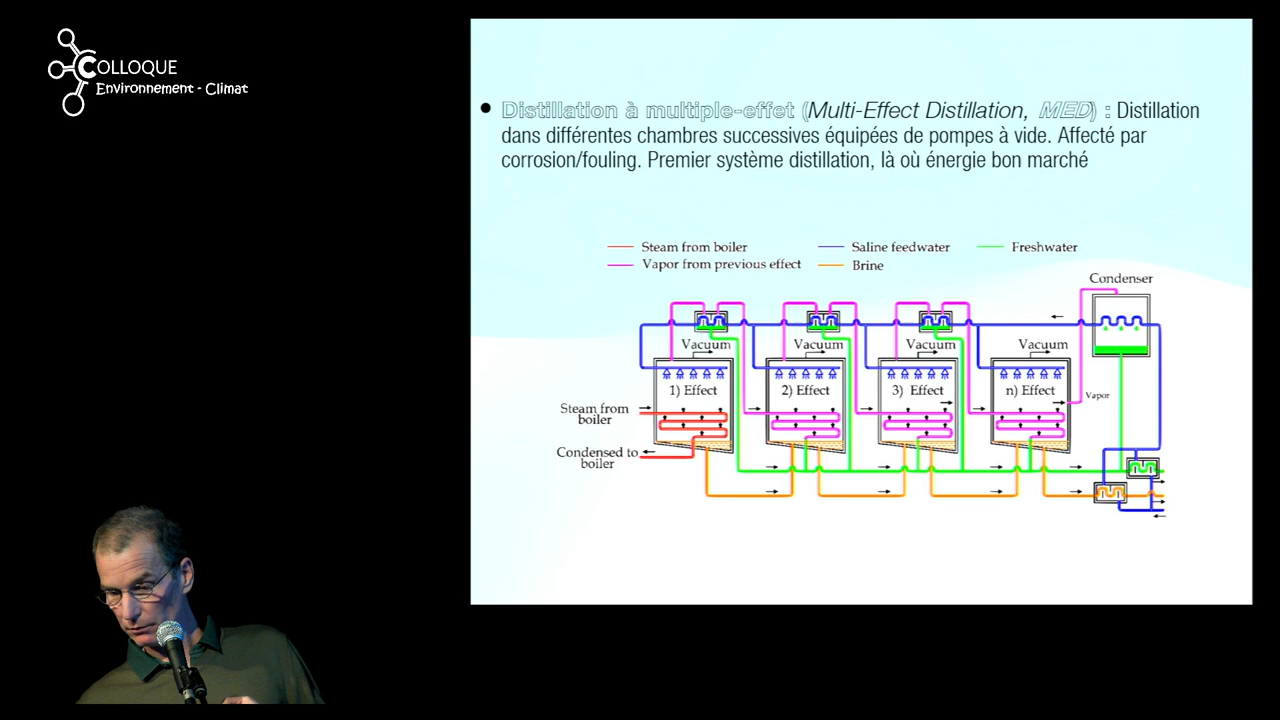 COLLOQUE
Environnement - Climat
• Distillation à multiple-effet (Multi-Effect Distillation, MED) : Distillation
dans différentes chambres successives équipées de pompes à vide. Affecté par
corrosion/fouling. Premier système distillation, là où énergie bon marché
Steam from boiler
Saline feedwater
Freshwater
Vapor from previous effect
Brine
Condenser
Vacuum
Vacuum
Vacuum
Vacuum
1) Effect
2) Effect
3) Effect
n) Effect
Vapor
Steam from
boiler
Condensed to
boiler